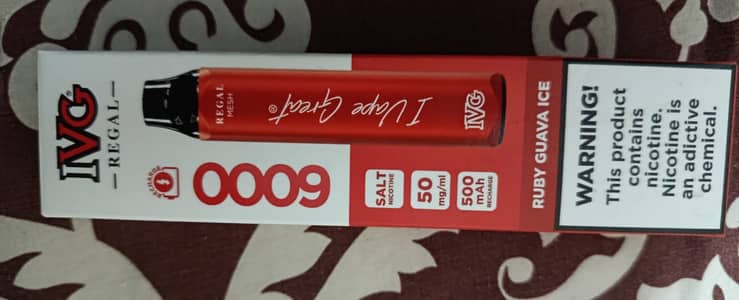 IVG
— REGAL —
RECHARGE
6000
REGAL
MESH
I Vape Great®
IVG
SALT
NICOTINE
50
mg/ml
500
mAh
RECHARGE
RUBY GUAVA ICE
WARNING!
This product
contains
nicotine.
Nicotine is
an adictive
chemical.